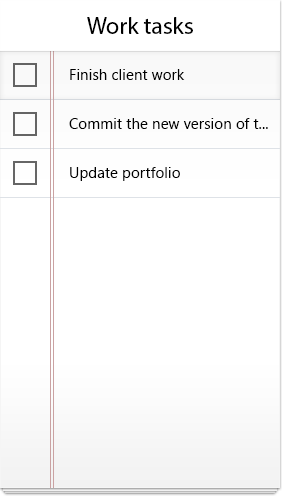 Work tasks
Finish client work
Commit the new version of t...
Update portfolio